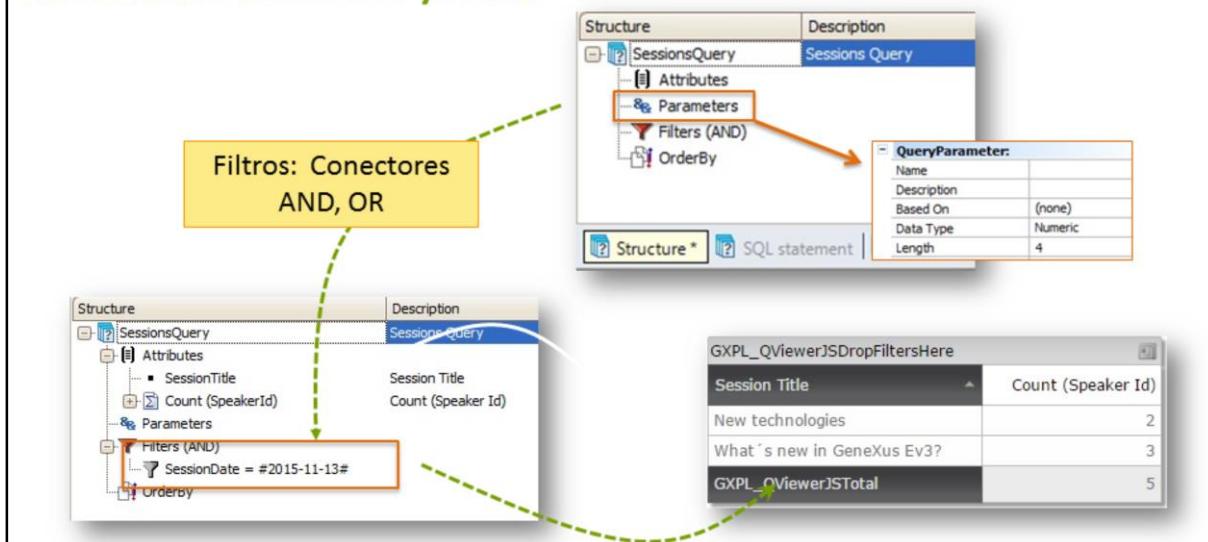 Structure Description
SessionsQuery Sessions Query
Attributes
Parameters
Filters (AND)
OrderBy
QueryParameter:
Name
Description
Based On (none)
Data Type Numeric
Length 4
Structure * SQL statement
Filtros: Conectores
AND, OR
Structure Description
SessionsQuery Sessions Query
Attributes
SessionTitle Session Title
Count (SpeakerId) Count (Speaker Id)
Parameters
Filters (AND)
SessionDate = #2015-11-13#
OrderBy
GXPL_QViewerJSDropFiltersHere
Session Title Count (Speaker Id)
New technologies 2
What´s new in GeneXus Ev3? 3
GXPL_QViewerJSTotal 5